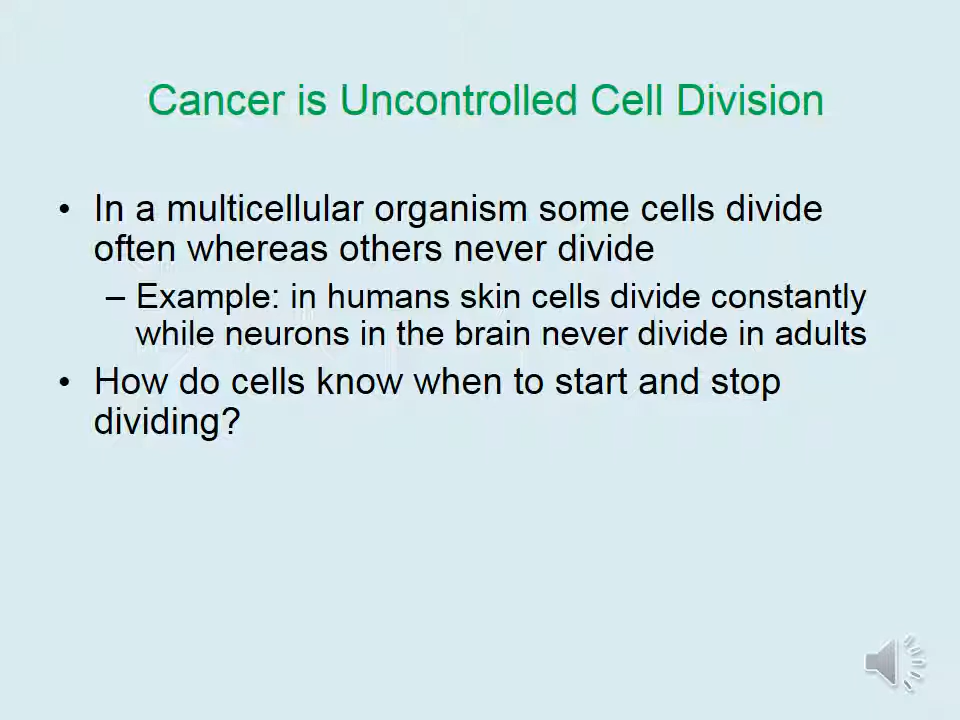 Cancer is Uncontrolled Cell Division
• In a multicellular organism some cells divide
often whereas others never divide
– Example: in humans skin cells divide constantly
while neurons in the brain never divide in adults
• How do cells know when to start and stop
dividing?